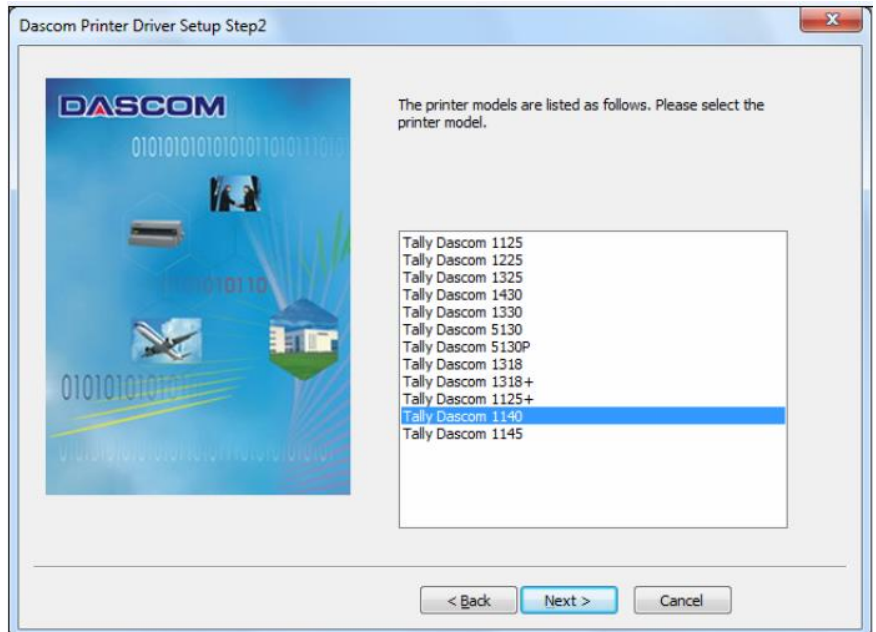 Dascom Printer Driver Setup Step2
DASCOM
The printer models are listed as follows. Please select the
printer model.
Tally Dascom 1125
Tally Dascom 1225
Tally Dascom 1325
Tally Dascom 1430
Tally Dascom 1330
Tally Dascom 5130
Tally Dascom 5130P
Tally Dascom 1318
Tally Dascom 1318+
Tally Dascom 1125+
Tally Dascom 1140
Tally Dascom 1145
< Back
Next >
Cancel